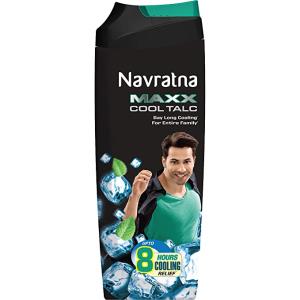 Navratna
MAXX
COOL TALC
Say Long Cooling*
For Entire Family*
UPTO
8 HOURS
COOLING
RELIEF